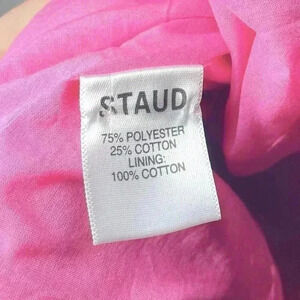 STAUD
75% POLYESTER
25% COTTON
LINING:
100% COTTON